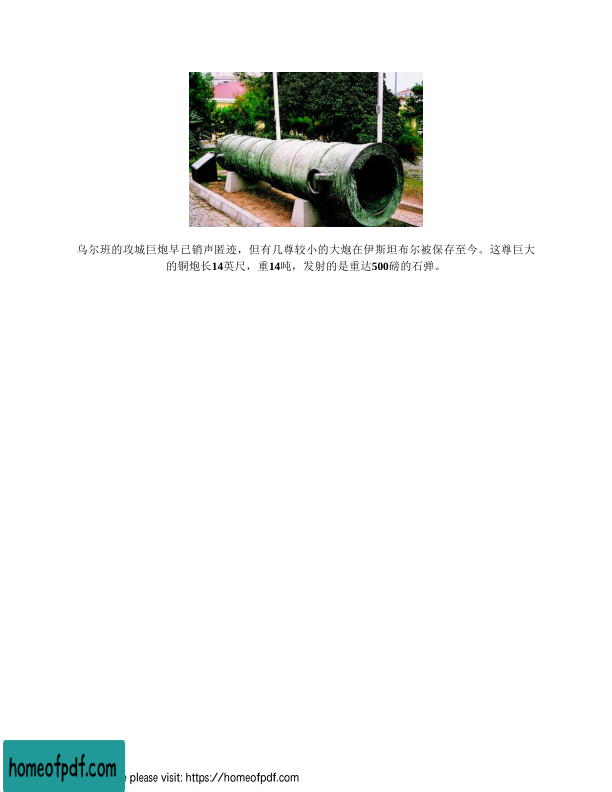 乌尔班的攻城巨炮早已销声匿迹，但有几尊较小的大炮在伊斯坦布尔被保存至今。这尊巨大
的铜炮长14英尺，重14吨，发射的是重达500磅的石弹。
homeofpdf.com
e please visit: https://homeofpdf.com